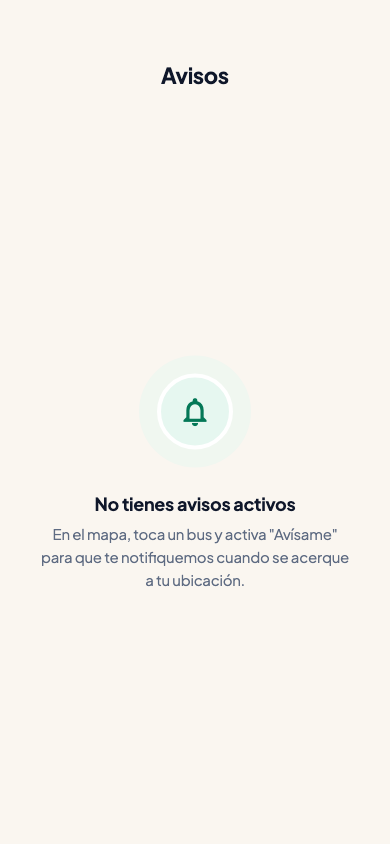 Avisos
No tienes avisos activos
En el mapa, toca un bus y activa "Avísame"
para que te notifiquemos cuando se acerque
a tu ubicación.